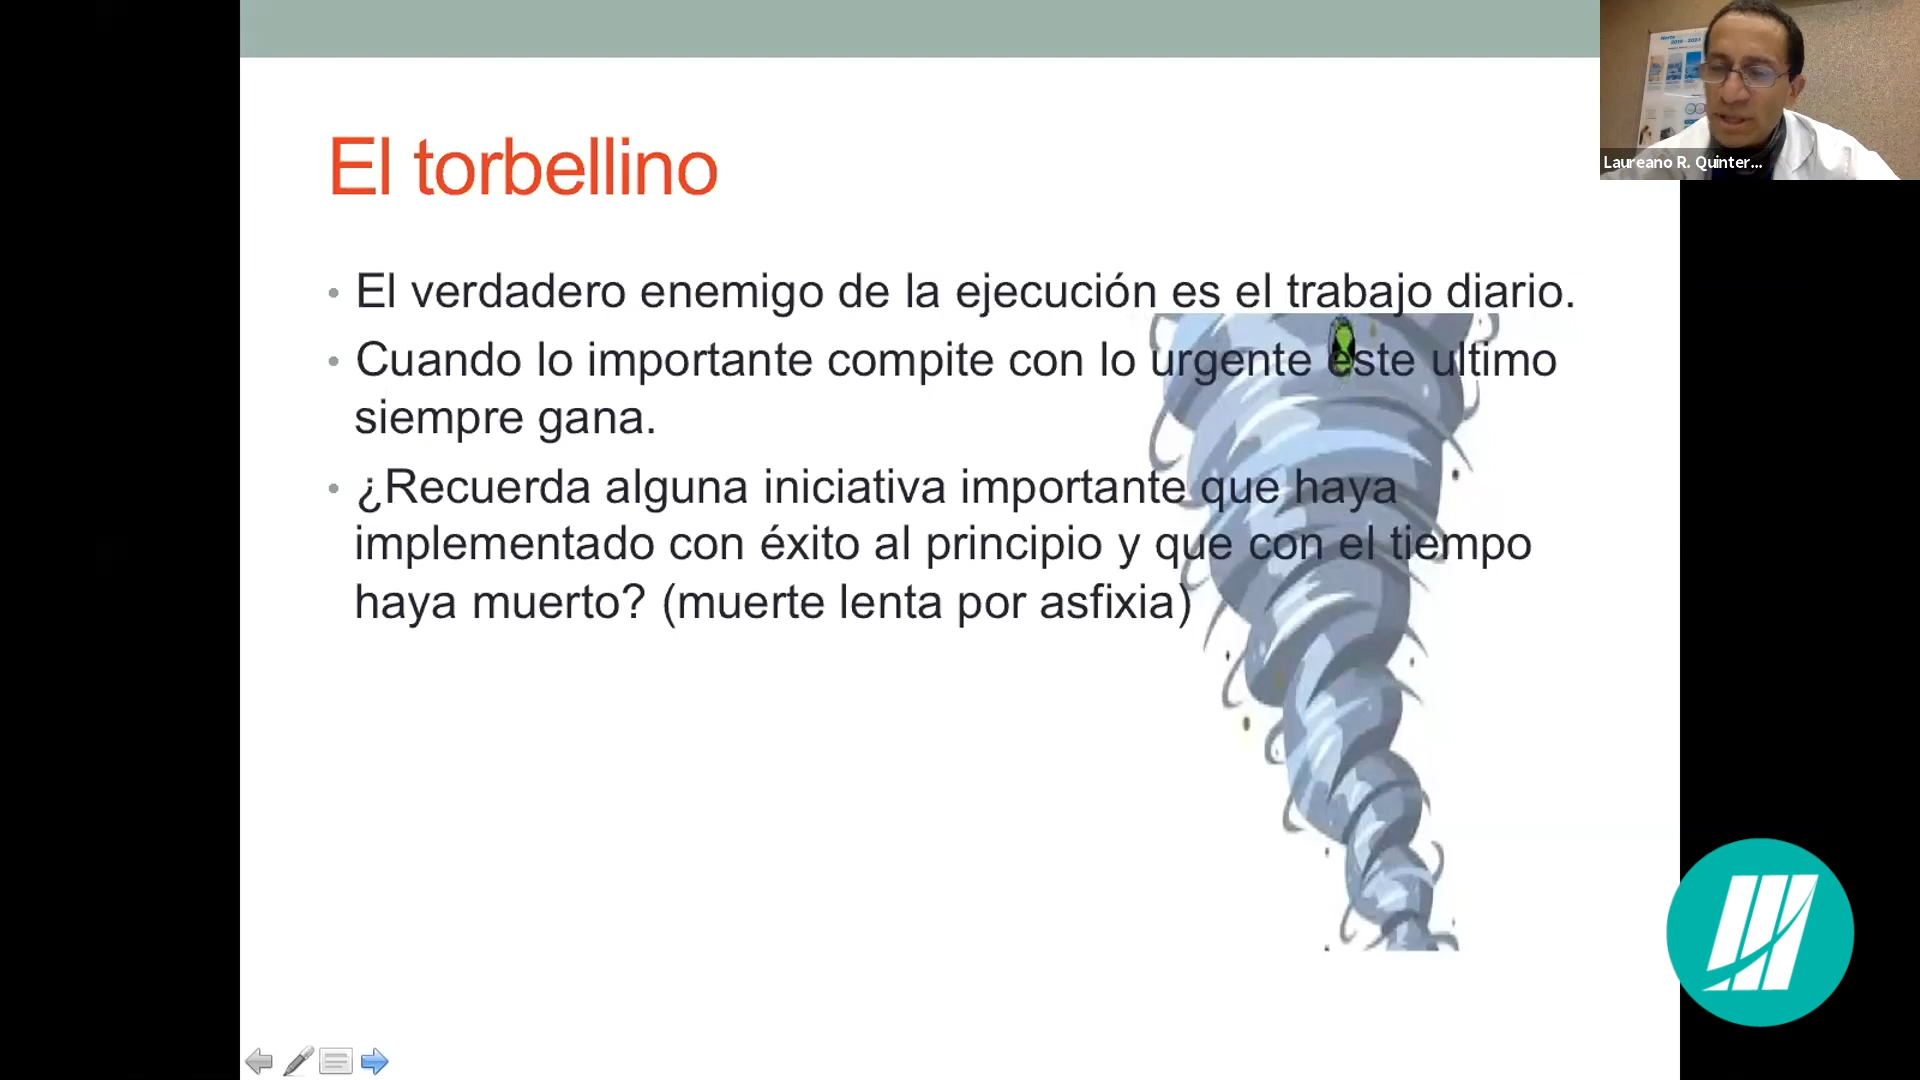 El torbellino
• El verdadero enemigo de la ejecución es el trabajo diario.
• Cuando lo importante compite con lo urgente este ultimo
siempre gana.
• ¿Recuerda alguna iniciativa importante que haya
implementado con éxito al principio y que con el tiempo
haya muerto? (muerte lenta por asfixia)
Laureano R. Quinter...